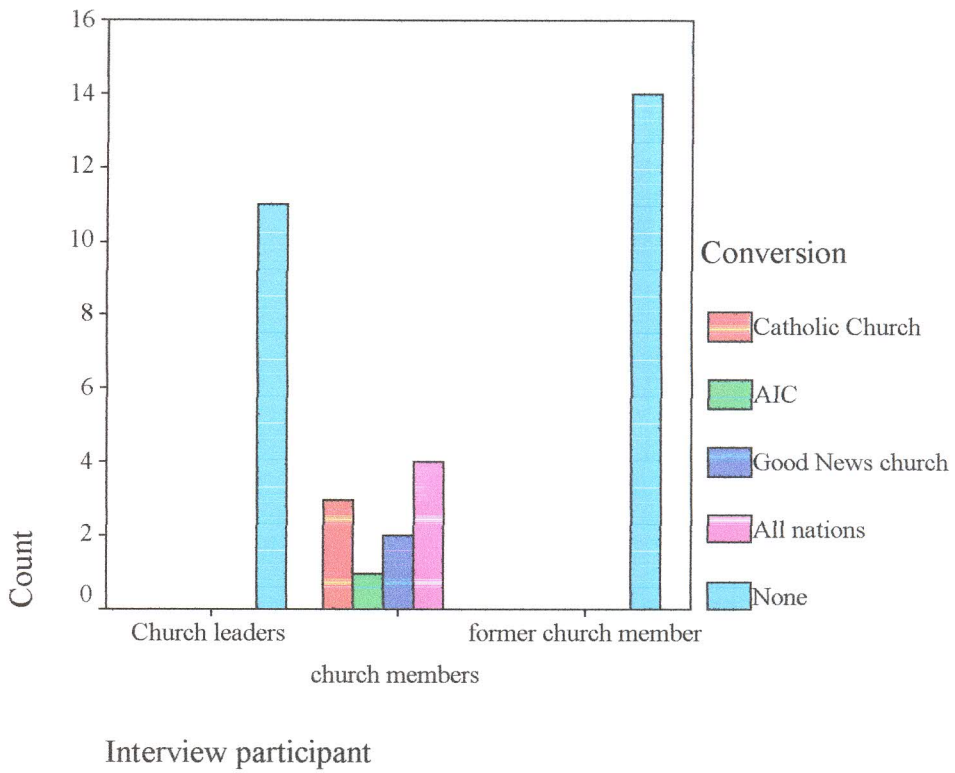 16
14
12
10
8
6
4
2
0
Count
Church leaders
church members
former church member
Interview participant
Conversion
Catholic Church
AIC
Good News church
All nations
None